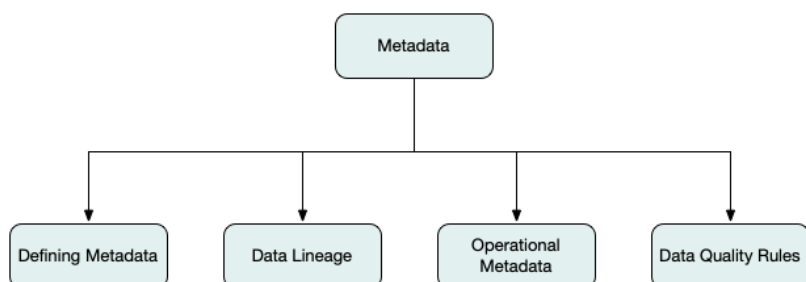 Metadata
Defining Metadata
Data Lineage
Operational
Metadata
Data Quality Rules